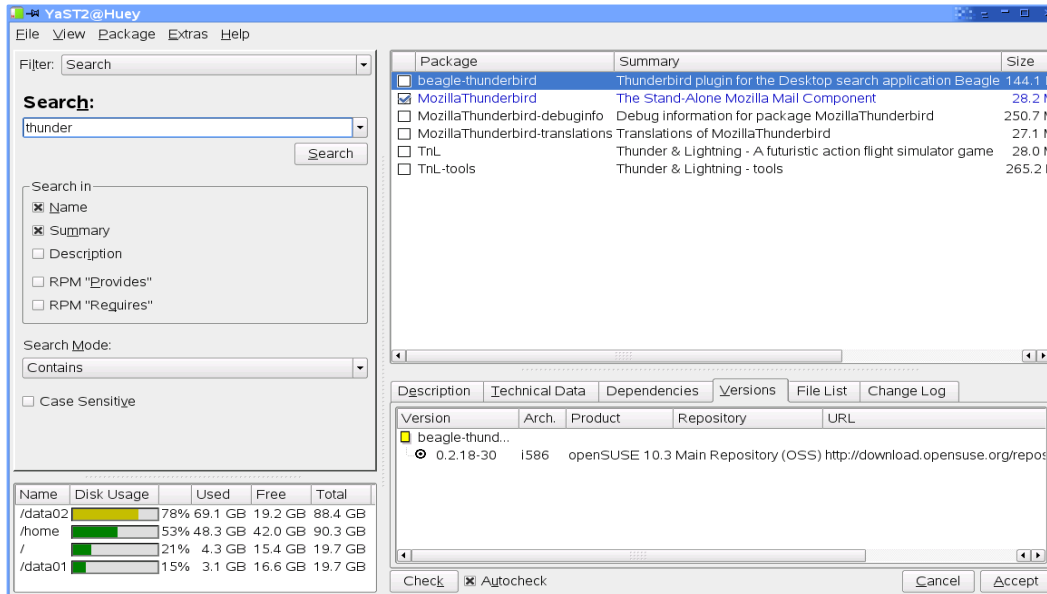 YaST2@Huey
File View Package Extras Help
Filter: Search
Search:
thunder
Search
Search in
Name
Summary
Description
RPM "Provides"
RPM "Requires"
Search Mode:
Contains
Case Sensitive
Name Disk Usage Used Free Total
/data02 78% 69.1 GB 19.2 GB 88.4 GB
/home 53% 48.3 GB 42.0 GB 90.3 GB
/ 21% 4.3 GB 15.4 GB 19.7 GB
/data01 15% 3.1 GB 16.6 GB 19.7 GB
Package Summary Size
beagle-thunderbird Thunderbird plugin for the Desktop search application Beagle 144.1
MozillaThunderbird The Stand-Alone Mozilla Mail Component 28.2
MozillaThunderbird-debuginfo Debug information for package MozillaThunderbird 250.7
MozillaThunderbird-translations Translations of MozillaThunderbird 27.1
TnL Thunder & Lightning - A futuristic action flight simulator game 28.0
TnL-tools Thunder & Lightning - tools 265.2
Description Technical Data Dependencies Versions File List Change Log
Version Arch. Product Repository URL
beagle-thund...
0.2.18-30 i586 openSUSE 10.3 Main Repository (OSS) http://download.opensuse.org/repos
Check Autocheck Cancel Accept